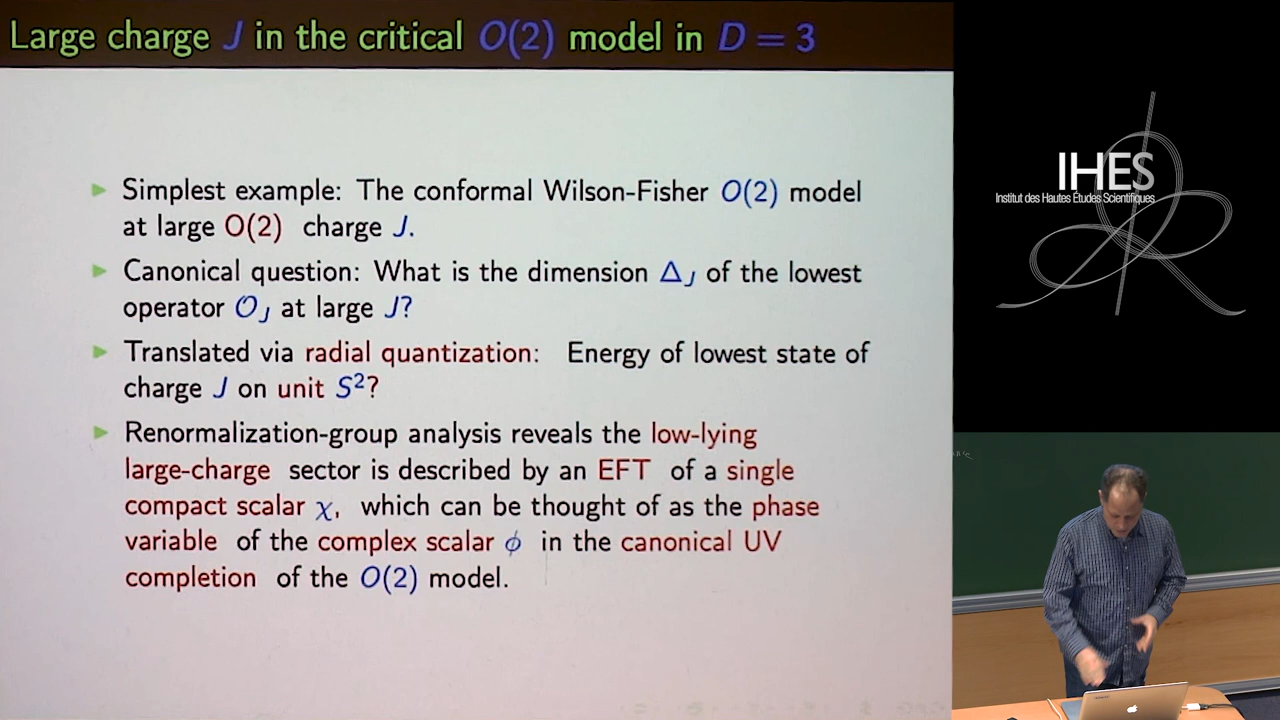 Large charge J in the critical O(2) model in D = 3
▶ Simplest example: The conformal Wilson-Fisher O(2) model
at large O(2) charge J.
▶ Canonical question: What is the dimension Δ_J of the lowest
operator 𝒪_J at large J?
▶ Translated via radial quantization: Energy of lowest state of
charge J on unit S²?
▶ Renormalization-group analysis reveals the low-lying
large-charge sector is described by an EFT of a single
compact scalar χ, which can be thought of as the phase
variable of the complex scalar ϕ in the canonical UV
completion of the O(2) model.
IHES
Institut des Hautes Études Scientifiques